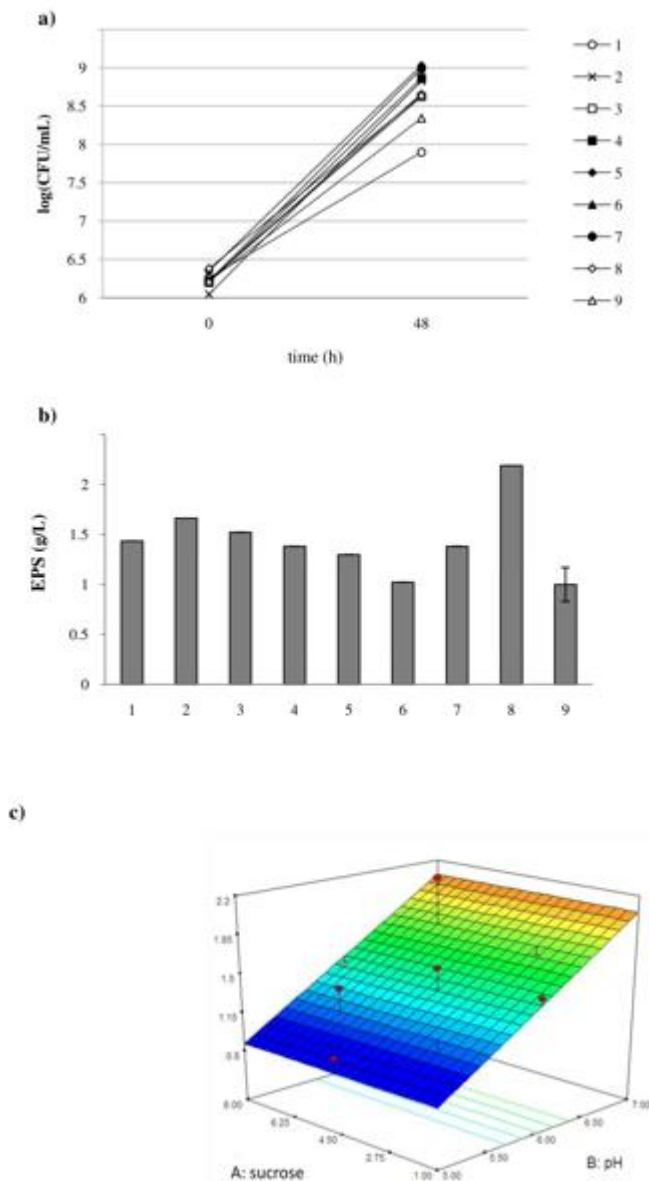 a)
log(CFU/mL)
9
8.5
8
7.5
7
6.5
6
0 48
time (h)
1
2
3
4
5
6
7
8
9
b)
EPS (g/L)
2
1.5
1
0.5
0
1 2 3 4 5 6 7 8 9
c)
2.2
1.85
1.5
1.15
0.8
8.00 6.25 4.50 2.75 1.00
5.00 5.50 6.00 6.50 7.00
A: sucrose
B: pH